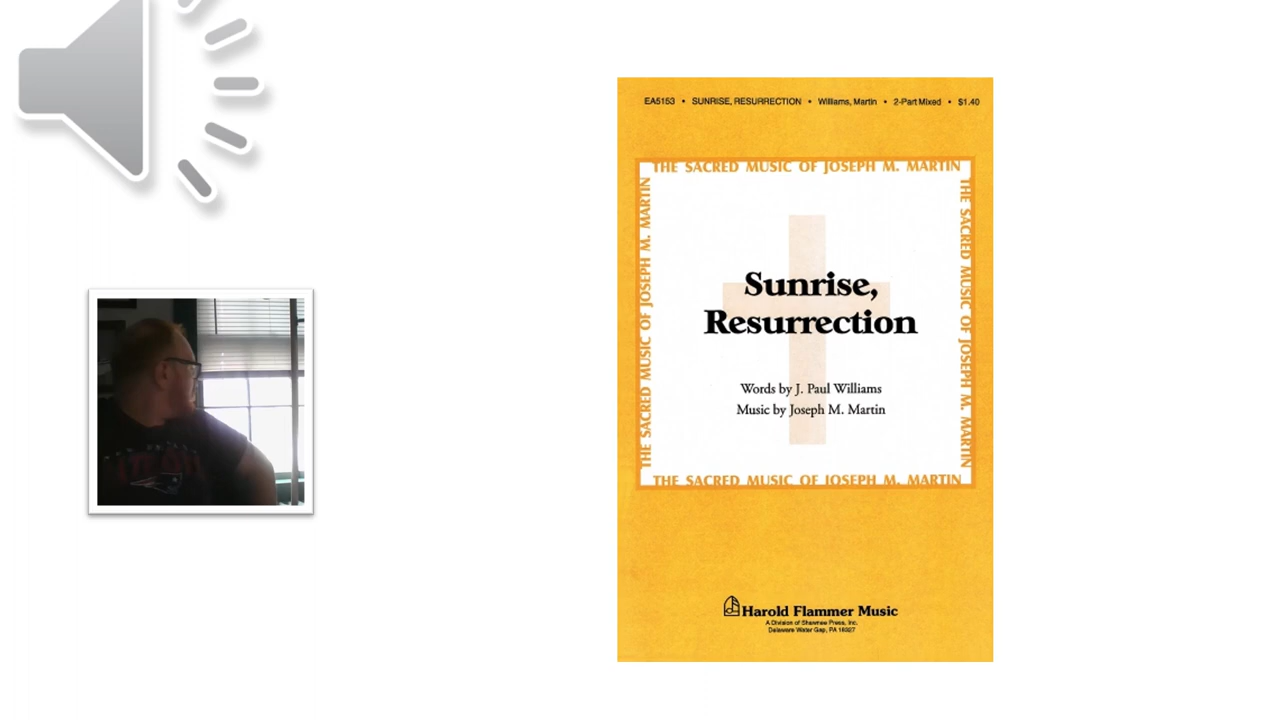 EA5153 • SUNRISE, RESURRECTION • Williams, Martin • 2-Part Mixed • $1.40
THE SACRED MUSIC OF JOSEPH M. MARTIN
THE SACRED MUSIC OF JOSEPH M. MARTIN
THE SACRED MUSIC OF JOSEPH M. MARTIN
Sunrise,
Resurrection
Words by J. Paul Williams
Music by Joseph M. Martin
THE SACRED MUSIC OF JOSEPH M. MARTIN
Harold Flammer Music
A Division of Shawnee Press, Inc.
Delaware Water Gap, PA 18327